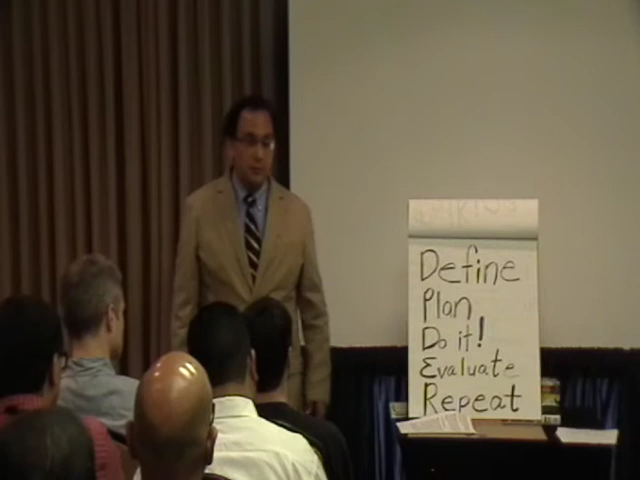 Define
Plan
Do it!
Evaluate
Repeat